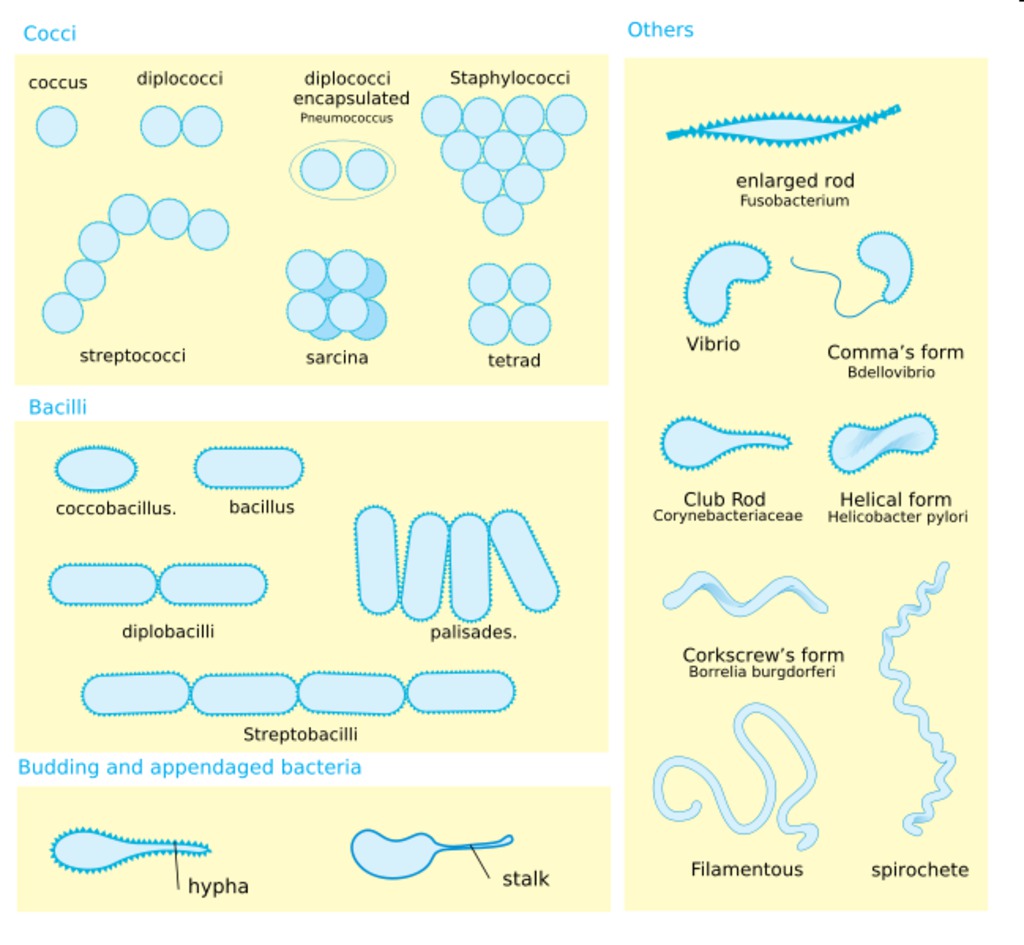 Cocci
coccus
diplococci
diplococci
encapsulated
Pneumococcus
Staphylococci
streptococci
sarcina
tetrad
Bacilli
coccobacillus.
bacillus
diplobacilli
palisades.
Streptobacilli
Budding and appendaged bacteria
hypha
stalk
Others
enlarged rod
Fusobacterium
Vibrio
Comma’s form
Bdellovibrio
Club Rod
Corynebacteriaceae
Helical form
Helicobacter pylori
Corkscrew’s form
Borrelia burgdorferi
Filamentous
spirochete